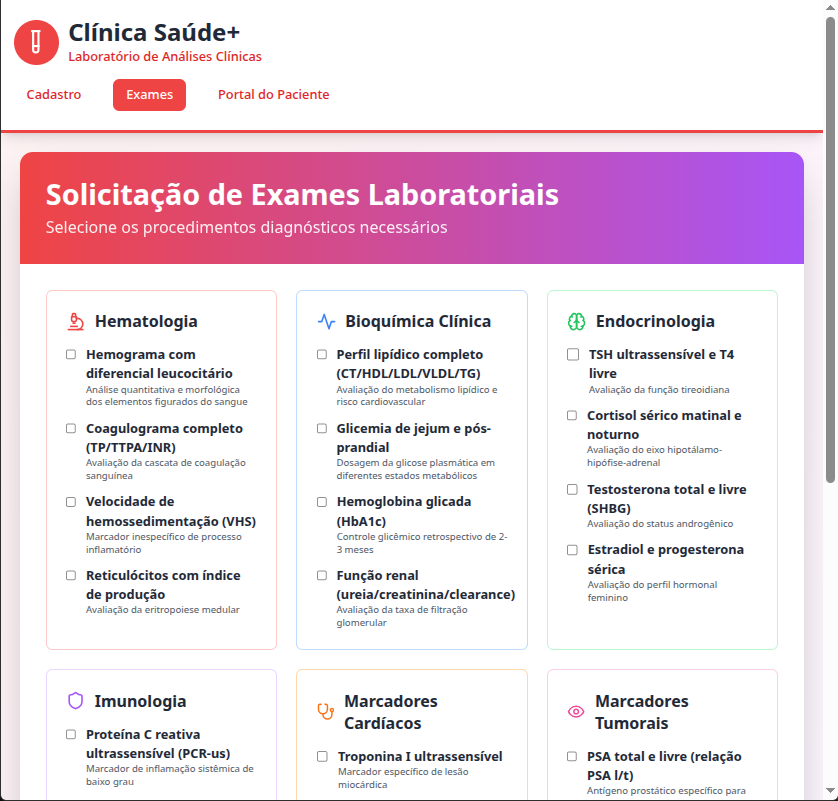 Clínica Saúde+
Laboratório de Análises Clínicas
Cadastro
Exames
Portal do Paciente
Solicitação de Exames Laboratoriais
Selecione os procedimentos diagnósticos necessários
Hematologia
Hemograma com
diferencial leucocitário
Análise quantitativa e morfológica
dos elementos figurados do sangue
Coagulograma completo
(TP/TTPA/INR)
Avaliação da cascata de coagulação
sanguínea
Velocidade de
hemossedimentação (VHS)
Marcador inespecífico de processo
inflamatório
Reticulócitos com índice
de produção
Avaliação da eritropoiese medular
Bioquímica Clínica
Perfil lipídico completo
(CT/HDL/LDL/VLDL/TG)
Avaliação do metabolismo lipídico e
risco cardiovascular
Glicemia de jejum e pós-
prandial
Dosagem da glicose plasmática em
diferentes estados metabólicos
Hemoglobina glicada
(HbA1c)
Controle glicêmico retrospectivo de 2-
3 meses
Função renal
(ureia/creatinina/clearance)
Avaliação da taxa de filtração
glomerular
Endocrinologia
TSH ultrassensível e T4
livre
Avaliação da função tireoidiana
Cortisol sérico matinal e
noturno
Avaliação do eixo hipotálamo-
hipófise-adrenal
Testosterona total e livre
(SHBG)
Avaliação do status androgênico
Estradiol e progesterona
sérica
Avaliação do perfil hormonal
feminino
Imunologia
Proteína C reativa
ultrassensível (PCR-us)
Marcador de inflamação sistêmica de
baixo grau
Marcadores
Cardíacos
Troponina I ultrassensível
Marcador específico de lesão
miocárdica
Marcadores
Tumorais
PSA total e livre (relação
PSA l/t)
Antígeno prostático específico para